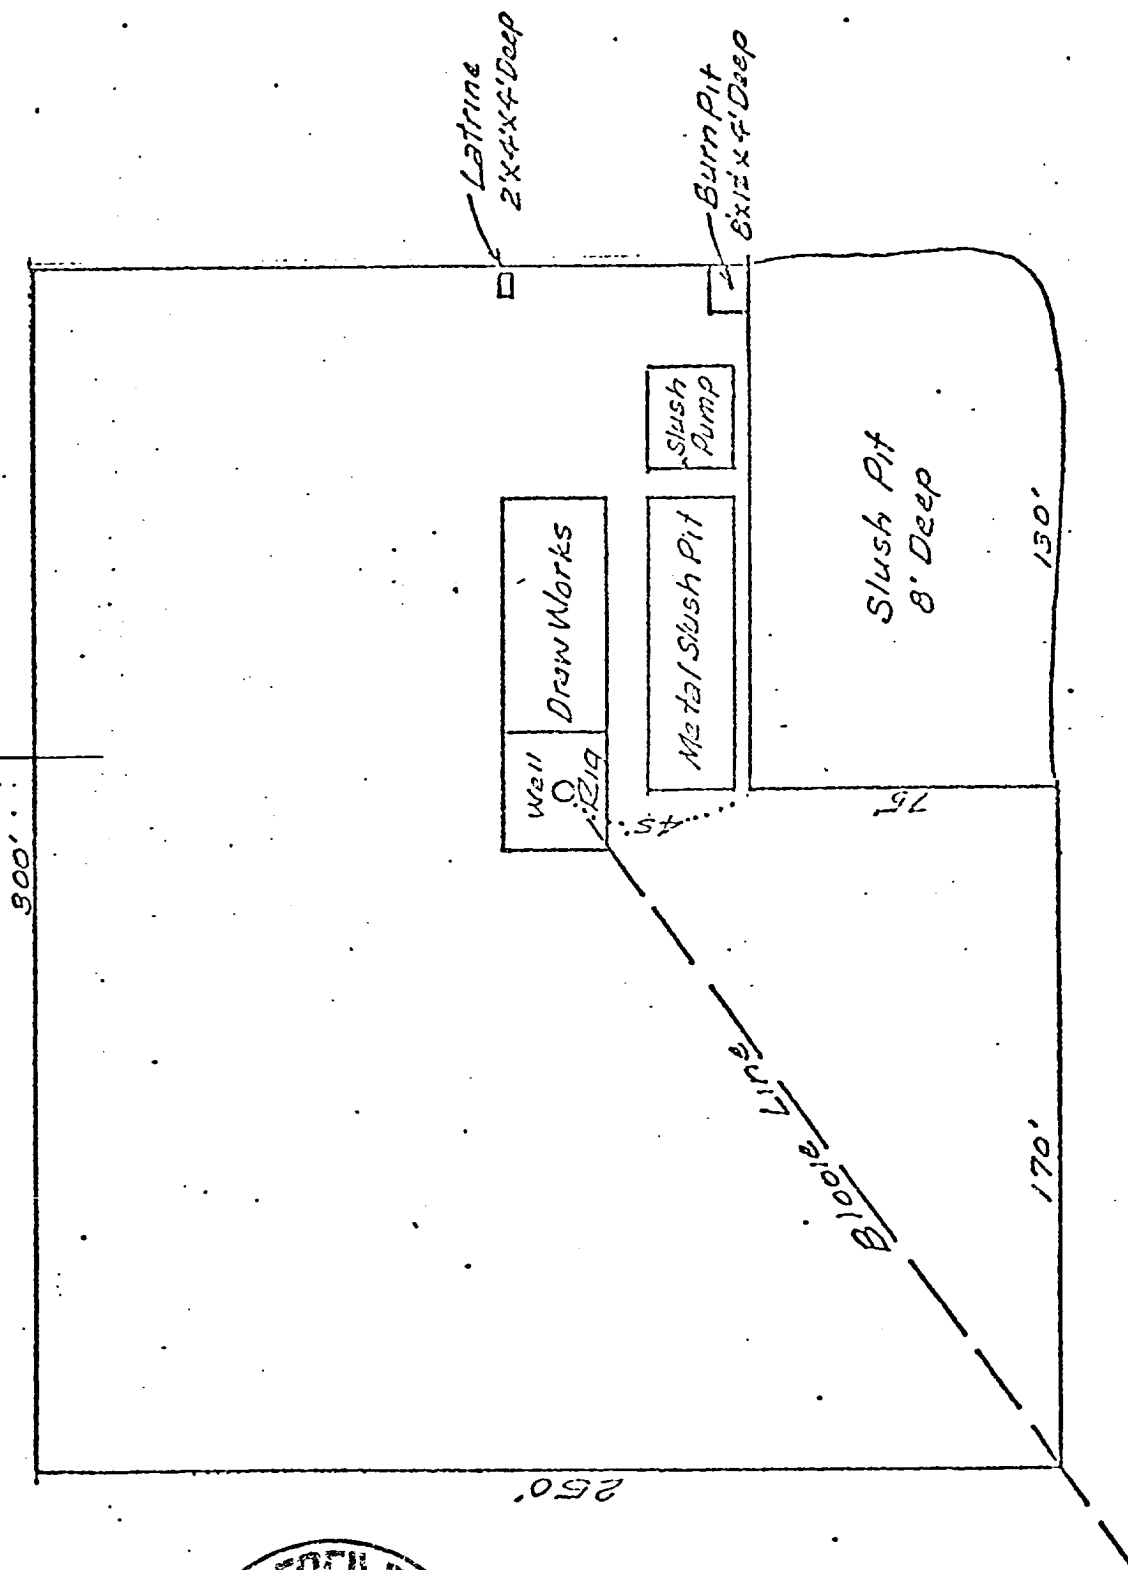 300'
Latrine
2'x4'x4' Deep
Burn Pit
8'x12'x4' Deep
Well
Rig
Draw Works
Slush
Pump
Metal Slush Pit
45'
75'
Slush Pit
8' Deep
130'
170'
Blooie Line
250'